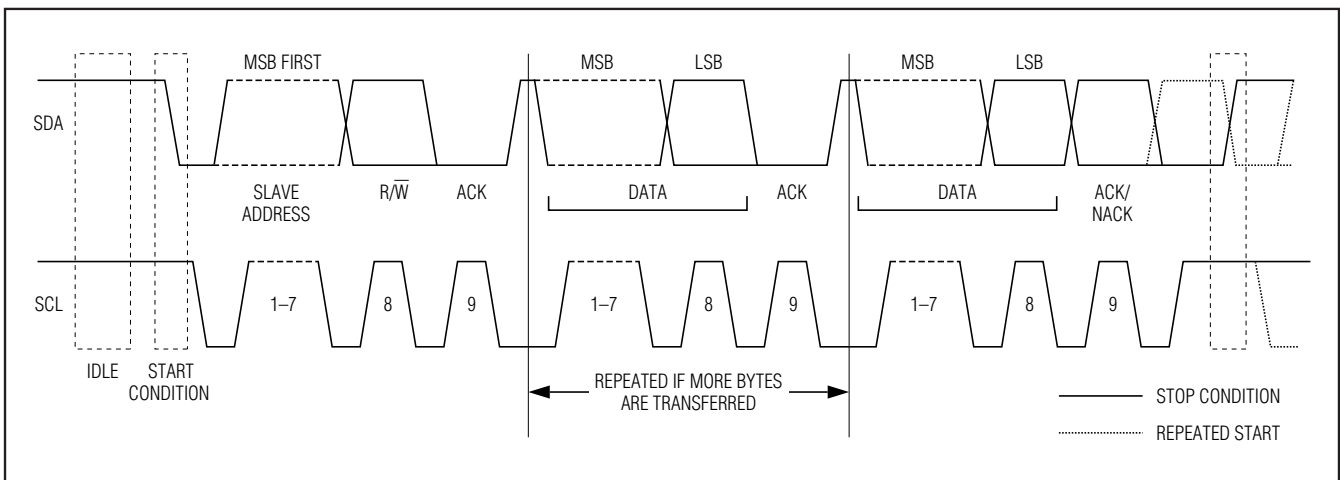 MSB FIRST
MSB
LSB
MSB
LSB
SDA
SLAVE
ADDRESS
R/W̅
ACK
DATA
ACK
DATA
ACK/
NACK
SCL
1–7
8
9
1–7
8
9
1–7
8
9
IDLE
START
CONDITION
REPEATED IF MORE BYTES
ARE TRANSFERRED
STOP CONDITION
REPEATED START